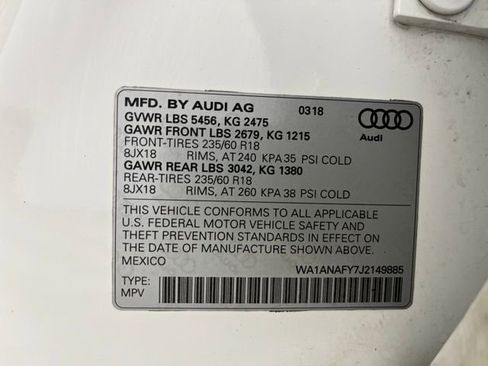 MFD. BY AUDI AG 0318
GVWR LBS 5456, KG 2475
GAWR FRONT LBS 2679, KG 1215
FRONT-TIRES 235/60 R18
8JX18 RIMS, AT 240 KPA 35 PSI COLD
GAWR REAR LBS 3042, KG 1380
REAR-TIRES 235/60 R18
8JX18 RIMS, AT 260 KPA 38 PSI COLD
Audi
THIS VEHICLE CONFORMS TO ALL APPLICABLE
U.S. FEDERAL MOTOR VEHICLE SAFETY AND
THEFT PREVENTION STANDARDS IN EFFECT ON
THE DATE OF MANUFACTURE SHOWN ABOVE.
MEXICO WA1ANAFY7J2149885
TYPE:
MPV